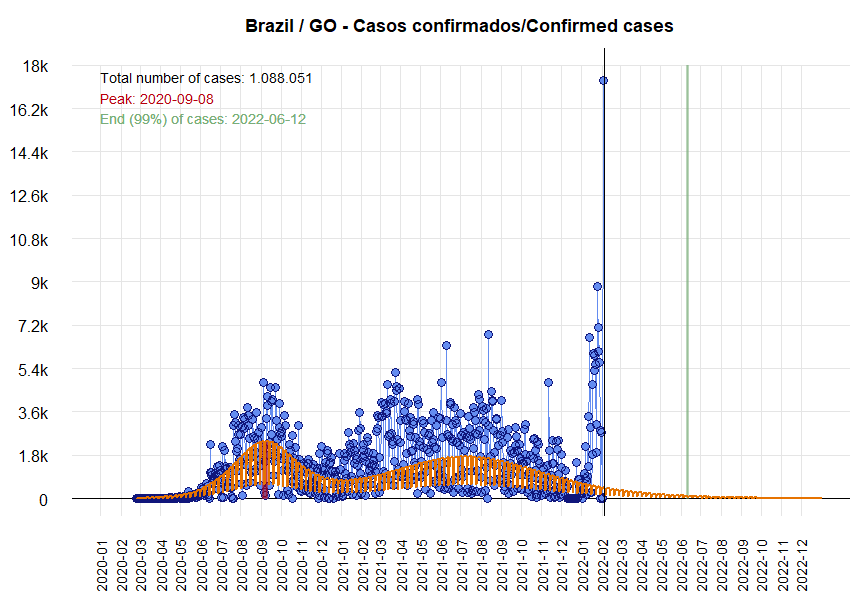 Brazil / GO - Casos confirmados/Confirmed cases
Total number of cases: 1.088.051
Peak: 2020-09-08
End (99%) of cases: 2022-06-12
18k
16.2k
14.4k
12.6k
10.8k
9k
7.2k
5.4k
3.6k
1.8k
0
2020-01
2020-02
2020-03
2020-04
2020-05
2020-06
2020-07
2020-08
2020-09
2020-10
2020-11
2020-12
2021-01
2021-02
2021-03
2021-04
2021-05
2021-06
2021-07
2021-08
2021-09
2021-10
2021-11
2021-12
2022-01
2022-02
2022-03
2022-04
2022-05
2022-06
2022-07
2022-08
2022-09
2022-10
2022-11
2022-12